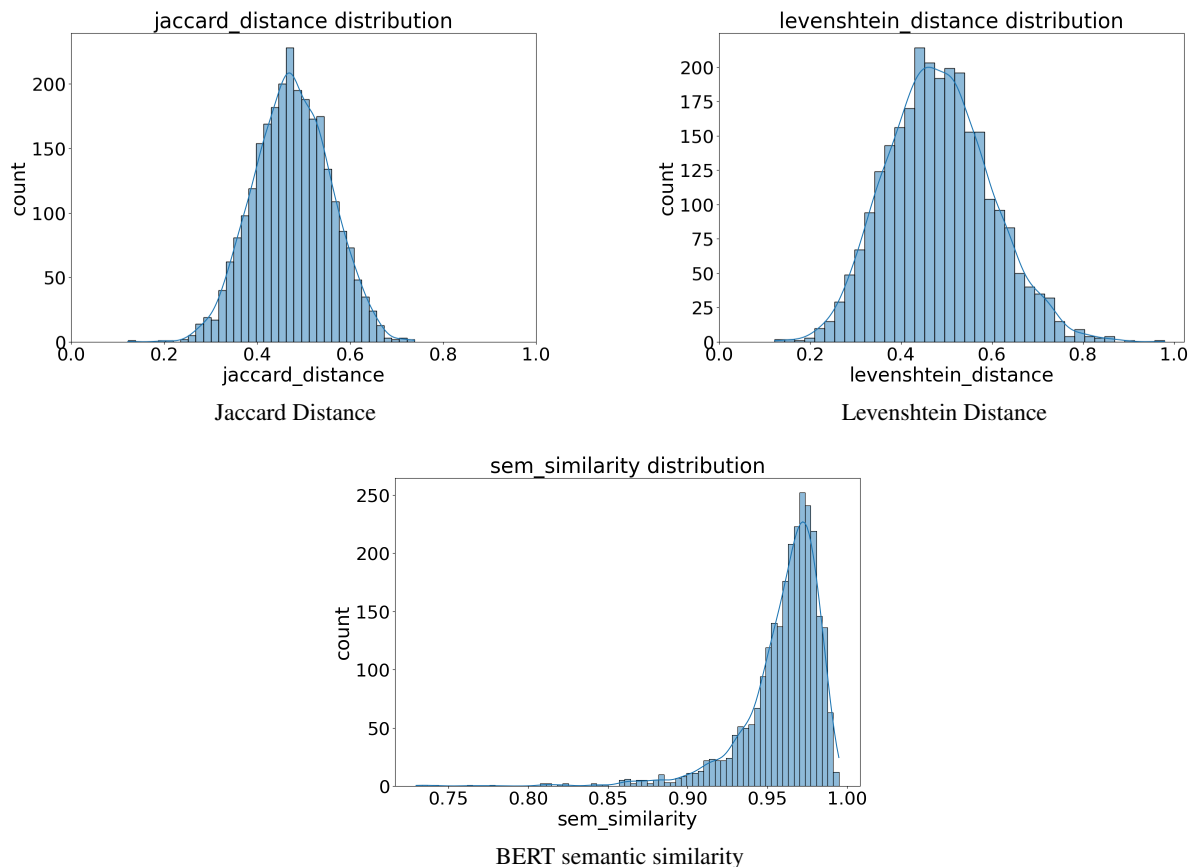 jaccard_distance distribution
200
150
100
50
0
count
0.0 0.2 0.4 0.6 0.8 1.0
jaccard_distance
Jaccard Distance
levenshtein_distance distribution
200
175
150
125
100
75
50
25
0
count
0.0 0.2 0.4 0.6 0.8 1.0
levenshtein_distance
Levenshtein Distance
sem_similarity distribution
250
200
150
100
50
0
count
0.75 0.80 0.85 0.90 0.95 1.00
sem_similarity
BERT semantic similarity